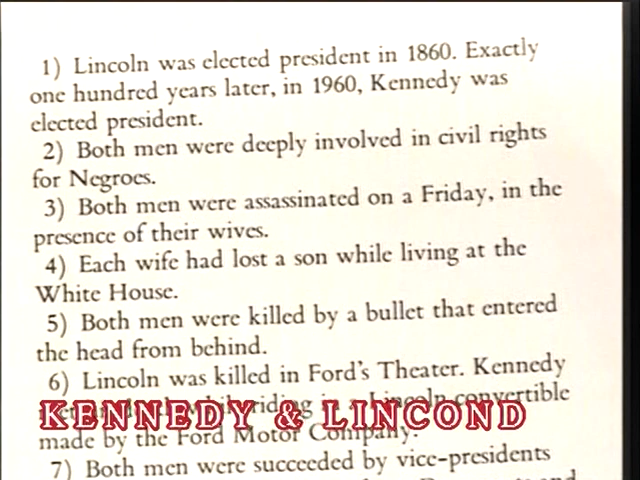 1) Lincoln was elected president in 1860. Exactly
one hundred years later, in 1960, Kennedy was
elected president.
2) Both men were deeply involved in civil rights
for Negroes.
3) Both men were assassinated on a Friday, in the
presence of their wives.
4) Each wife had lost a son while living at the
White House.
5) Both men were killed by a bullet that entered
the head from behind.
6) Lincoln was killed in Ford's Theater. Kennedy
while riding in a Lincoln convertible
KENNEDY & LINCOND
made by the Ford Motor Company.
7) Both men were succeeded by vice-presidents